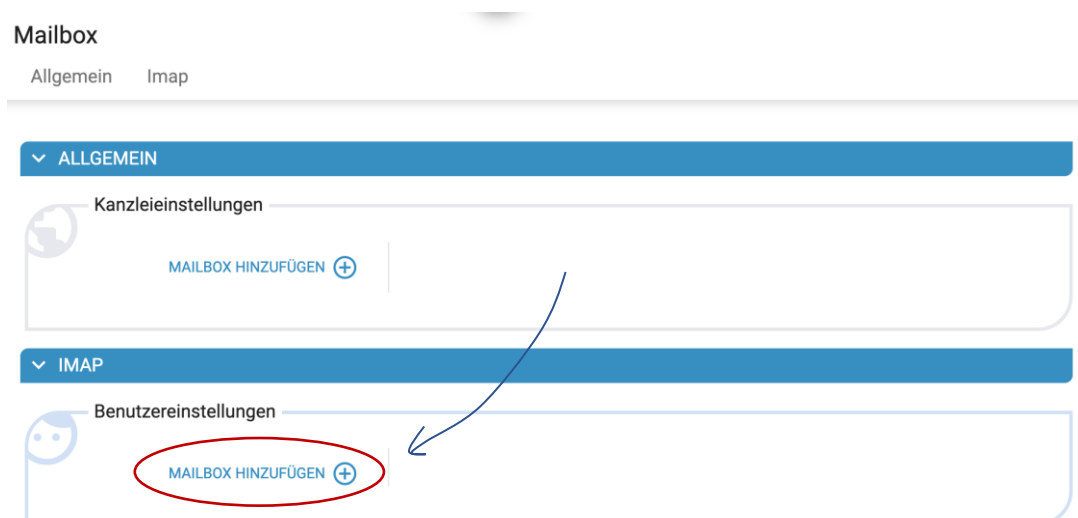 Mailbox
Allgemein Imap
ALLGEMEIN
Kanzleieinstellungen
MAILBOX HINZUFÜGEN
IMAP
Benutzereinstellungen
MAILBOX HINZUFÜGEN